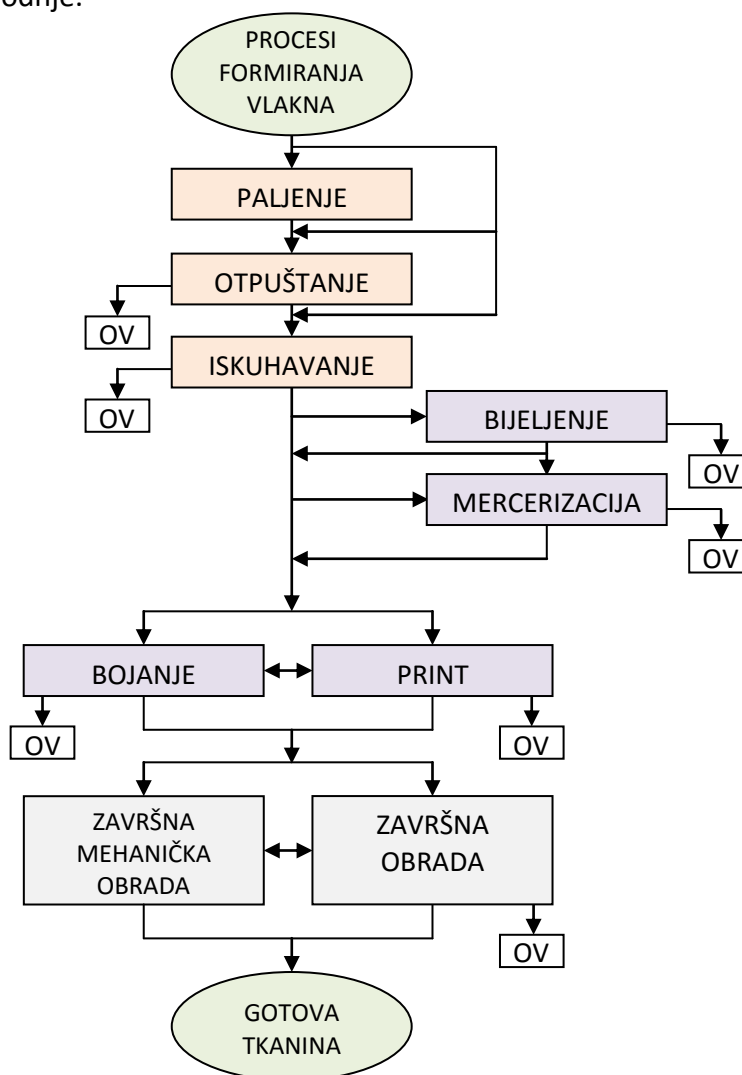 PROCESI
FORMIRANJA
VLAKNA
PALJENJE
OTPUŠTANJE
OV
ISKUHAVANJE
OV
BIJELJENJE
OV
MERCERIZACIJA
OV
BOJANJE
PRINT
OV
OV
ZAVRŠNA
MEHANIČKA
OBRADA
ZAVRŠNA
OBRADA
OV
GOTOVA
TKANINA